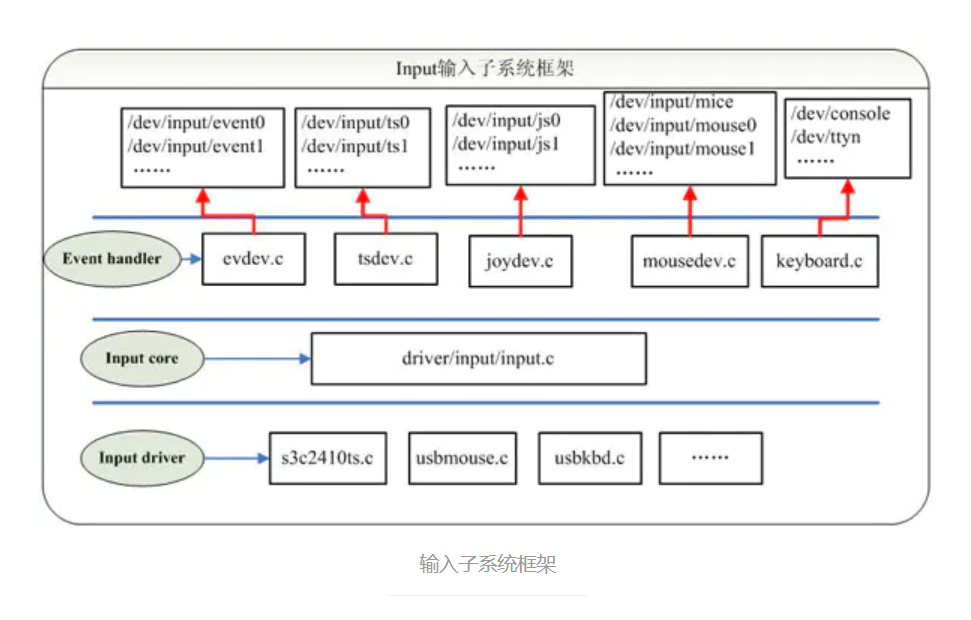 Input输入子系统框架
/dev/input/event0
/dev/input/event1
……
/dev/input/ts0
/dev/input/ts1
……
/dev/input/js0
/dev/input/js1
……
/dev/input/mice
/dev/input/mouse0
/dev/input/mouse1
……
/dev/console
/dev/ttyn
……
Event handler
evdev.c
tsdev.c
joydev.c
mousedev.c
keyboard.c
Input core
driver/input/input.c
Input driver
s3c2410ts.c
usbmouse.c
usbkbd.c
……
输入子系统框架